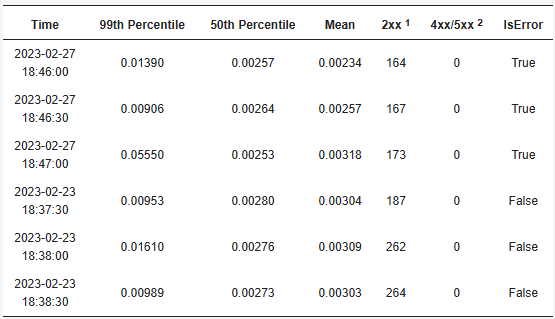 Time 99th Percentile 50th Percentile Mean 2xx 1 4xx/5xx 2 IsError
2023-02-27
18:46:00 0.01390 0.00257 0.00234 164 0 True
2023-02-27
18:46:30 0.00906 0.00264 0.00257 167 0 True
2023-02-27
18:47:00 0.05550 0.00253 0.00318 173 0 True
2023-02-23
18:37:30 0.00953 0.00280 0.00304 187 0 False
2023-02-23
18:38:00 0.01610 0.00276 0.00309 262 0 False
2023-02-23
18:38:30 0.00989 0.00273 0.00303 264 0 False